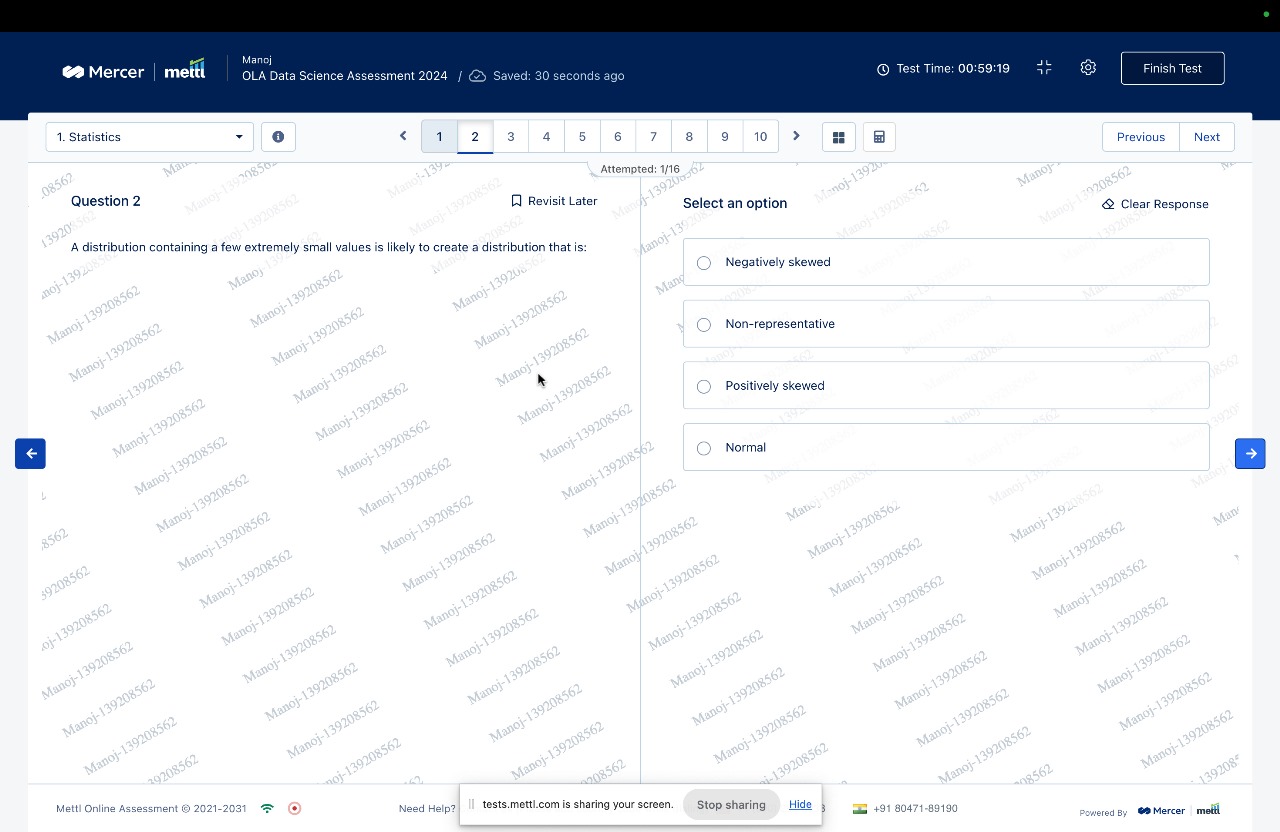 Manoj
Mercer | mettl
OLA Data Science Assessment 2024 / Saved: 30 seconds ago
Test Time: 00:59:19
Finish Test
1. Statistics
1 2 3 4 5 6 7 8 9 10
Previous
Next
Attempted: 1/16
Question 2
Revisit Later
A distribution containing a few extremely small values is likely to create a distribution that is:
Select an option
Clear Response
Negatively skewed
Non-representative
Positively skewed
Normal
Manoj-139208562
Mettl Online Assessment © 2021-2031
Need Help?
tests.mettl.com is sharing your screen.
Stop sharing
Hide
+91 80471-89190
Powered By
Mercer | mettl